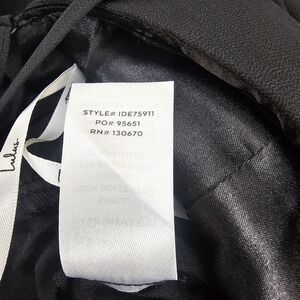 STYLE# IDE75911
PO# 95651
RN# 130670
Lulus